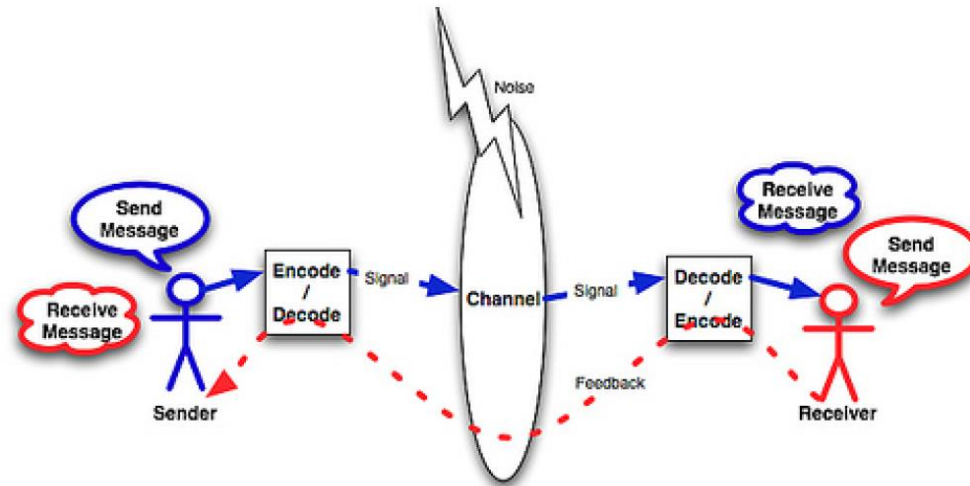 Noise
Send
Message
Receive
Message
Encode
/
Decode
Signal
Channel
Signal
Decode
/
Encode
Receive
Message
Send
Message
Feedback
Sender
Receiver